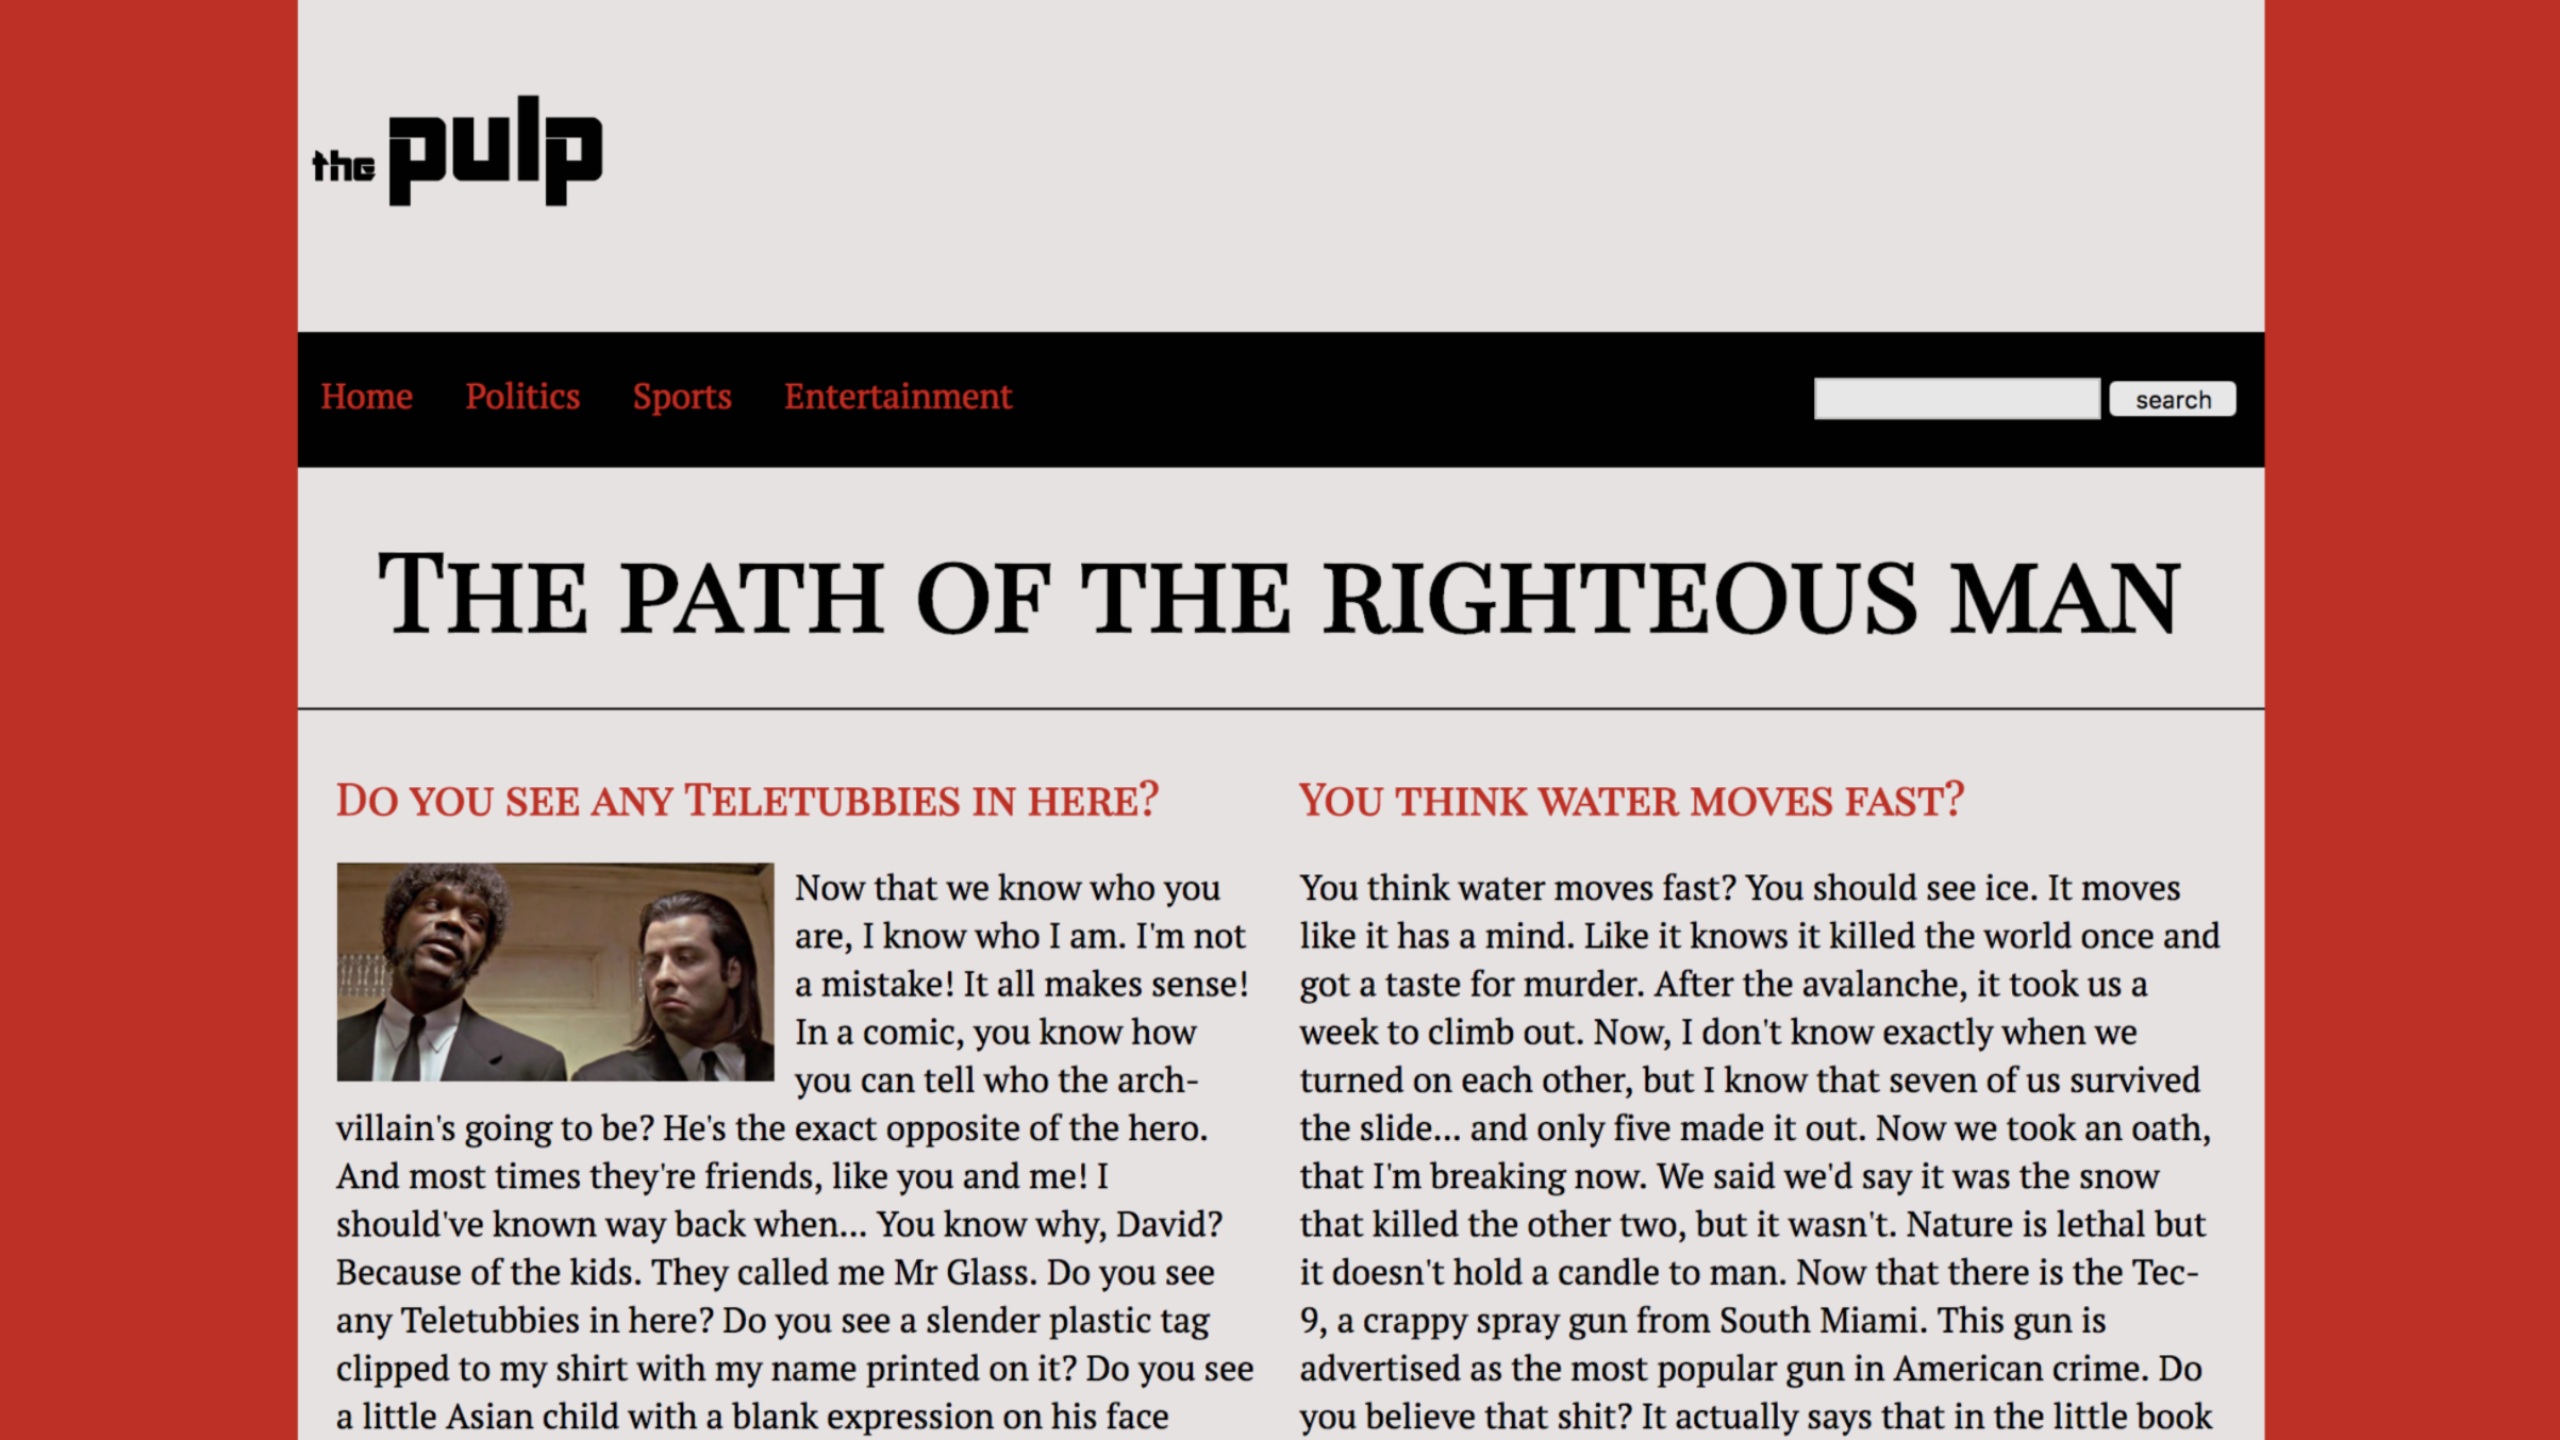 the pulp
Home Politics Sports Entertainment search
The path of the righteous man
Do you see any Teletubbies in here?
Now that we know who you
are, I know who I am. I'm not
a mistake! It all makes sense!
In a comic, you know how
you can tell who the arch-
villain's going to be? He's the exact opposite of the hero.
And most times they're friends, like you and me! I
should've known way back when... You know why, David?
Because of the kids. They called me Mr Glass. Do you see
any Teletubbies in here? Do you see a slender plastic tag
clipped to my shirt with my name printed on it? Do you see
a little Asian child with a blank expression on his face
You think water moves fast?
You think water moves fast? You should see ice. It moves
like it has a mind. Like it knows it killed the world once and
got a taste for murder. After the avalanche, it took us a
week to climb out. Now, I don't know exactly when we
turned on each other, but I know that seven of us survived
the slide... and only five made it out. Now we took an oath,
that I'm breaking now. We said we'd say it was the snow
that killed the other two, but it wasn't. Nature is lethal but
it doesn't hold a candle to man. Now that there is the Tec-
9, a crappy spray gun from South Miami. This gun is
advertised as the most popular gun in American crime. Do
you believe that shit? It actually says that in the little book